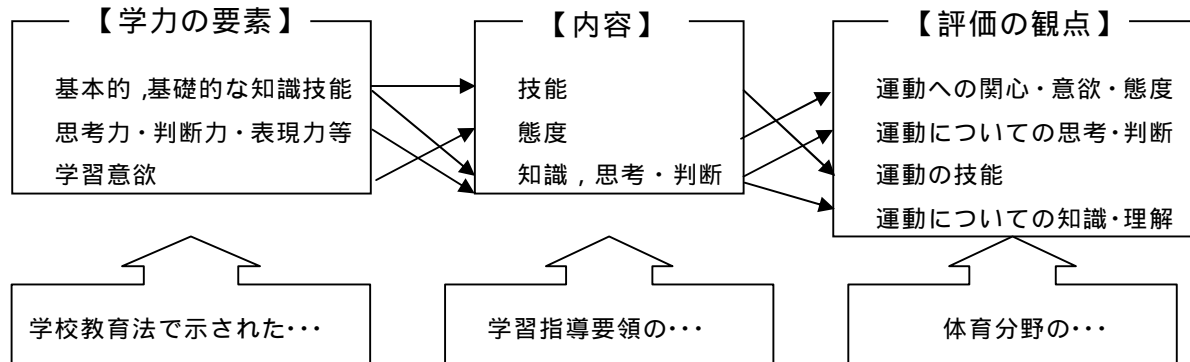 【学力の要素】
基本的,基礎的な知識技能
思考力・判断力・表現力等
学習意欲
【内容】
技能
態度
知識,思考・判断
【評価の観点】
運動への関心・意欲・態度
運動についての思考・判断
運動の技能
運動についての知識・理解
学校教育法で示された・・・
学習指導要領の・・・
体育分野の・・・